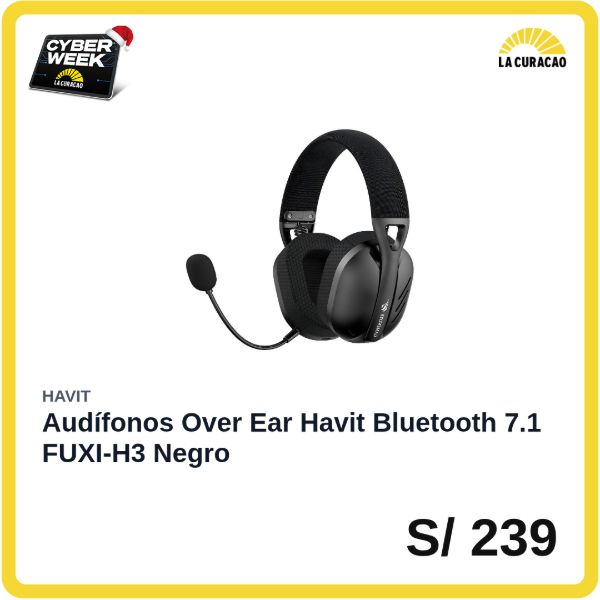 CYBER
WEEK
LA CURACAO
LA CURACAO
HAVIT
Audífonos Over Ear Havit Bluetooth 7.1
FUXI-H3 Negro
S/ 239